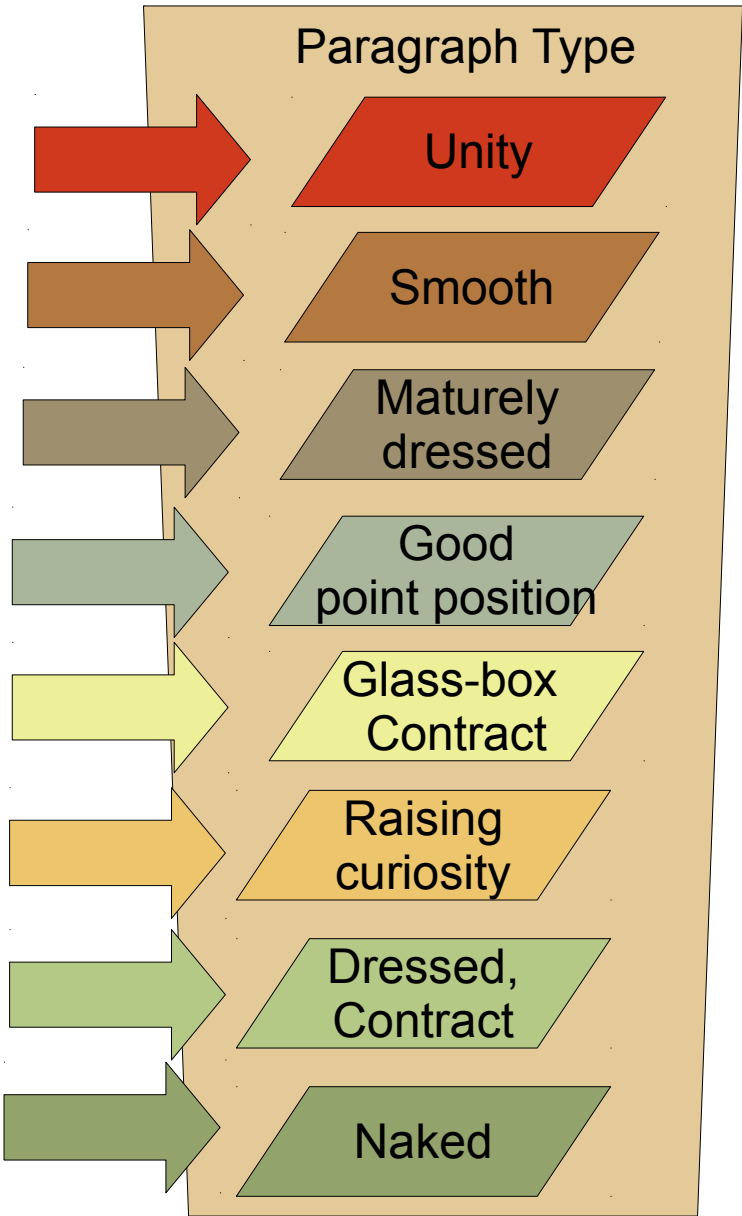 Paragraph Type
Unity
Smooth
Maturely
dressed
Good
point position
Glass-box
Contract
Raising
curiosity
Dressed,
Contract
Naked